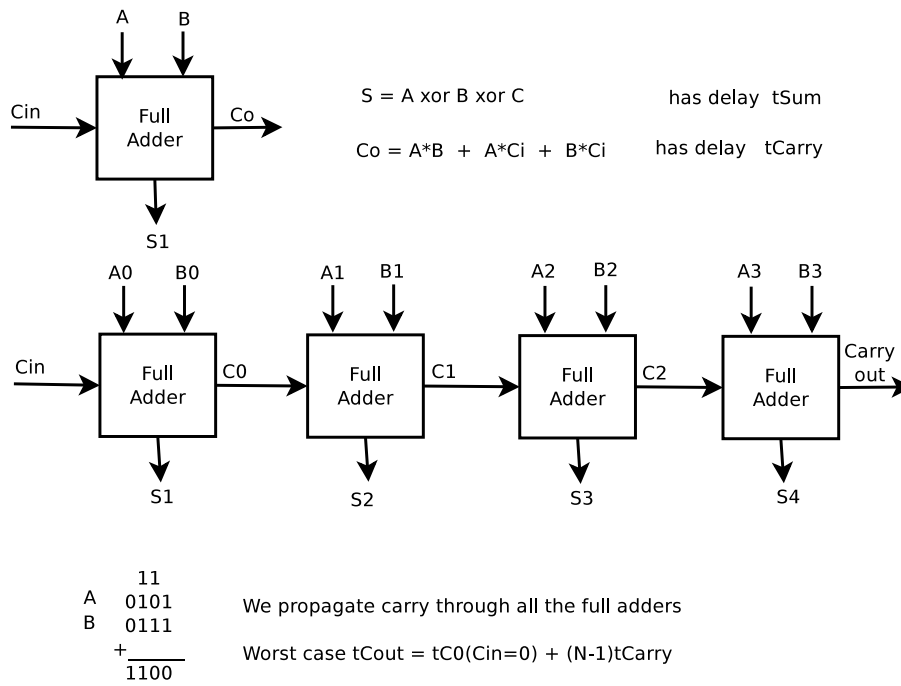 A B
Cin Full Adder Co
S = A xor B xor C has delay tSum
Co = A*B + A*Ci + B*Ci has delay tCarry
S1
A0 B0 A1 B1 A2 B2 A3 B3
Cin Full Adder C0 Full Adder C1 Full Adder C2 Full Adder Carry out
S1 S2 S3 S4
11
A 0101
B 0111
+
1100
We propagate carry through all the full adders
Worst case tCout = tC0(Cin=0) + (N-1)tCarry